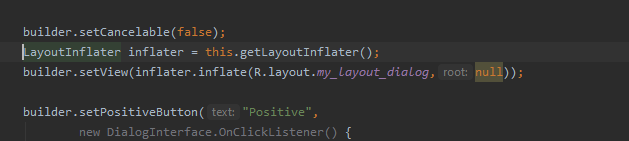 builder.setCancelable(false);
LayoutInflater inflater = this.getLayoutInflater();
builder.setView(inflater.inflate(R.layout.my_layout_dialog, root: null));
builder.setPositiveButton( text: "Positive",
new DialogInterface.OnClickListener() {